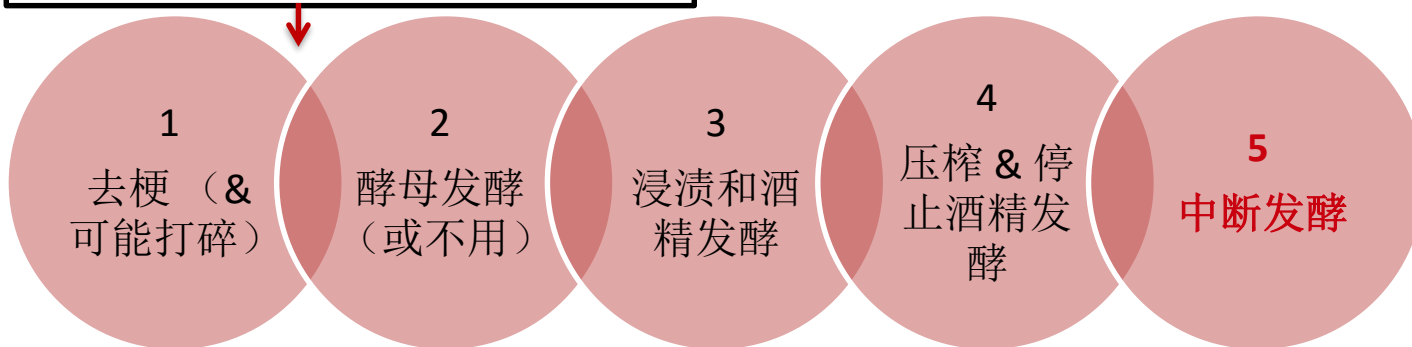 1
去梗 （&
可能打碎）
2
酵母发酵
（或不用）
3
浸渍和酒
精发酵
4
压榨 & 停
止酒精发
酵
5
中断发酵